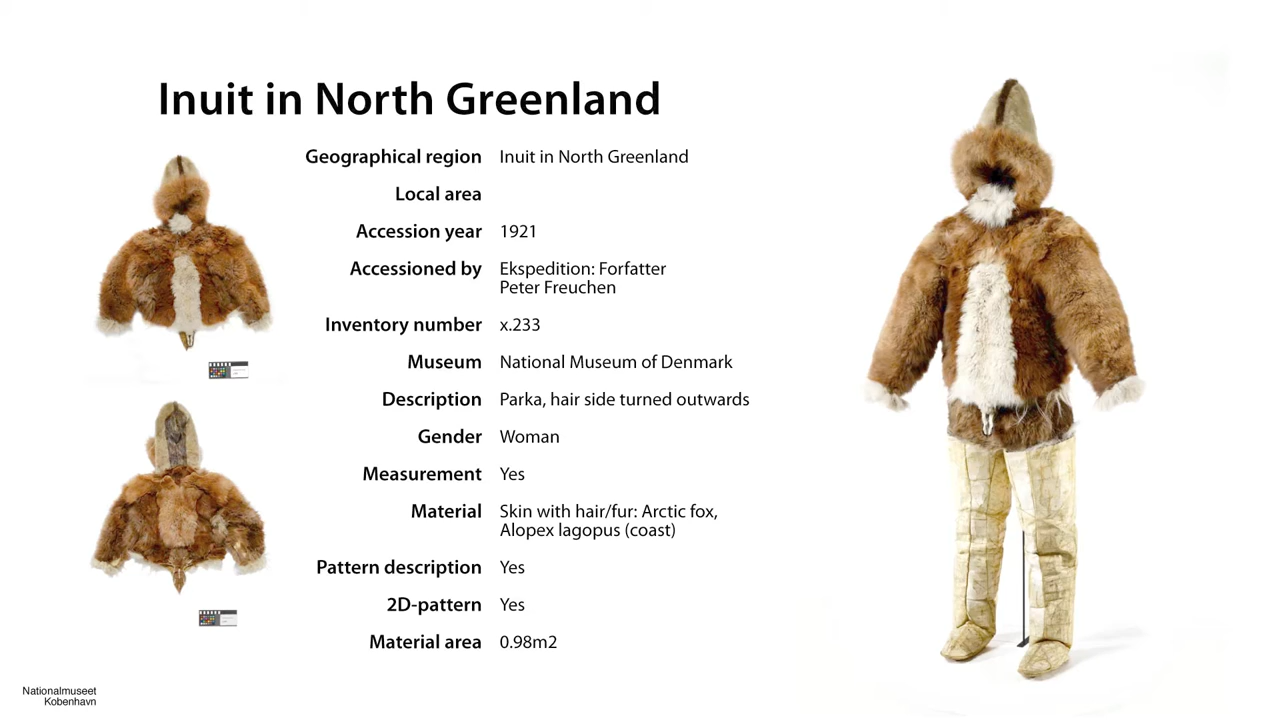 Inuit in North Greenland
Geographical region Inuit in North Greenland
Local area
Accession year 1921
Accessioned by Ekspedition: Forfatter
Peter Freuchen
Inventory number x.233
Museum National Museum of Denmark
Description Parka, hair side turned outwards
Gender Woman
Measurement Yes
Material Skin with hair/fur: Arctic fox,
Alopex lagopus (coast)
Pattern description Yes
2D-pattern Yes
Material area 0.98m2
Nationalmuseet
Kobenhavn